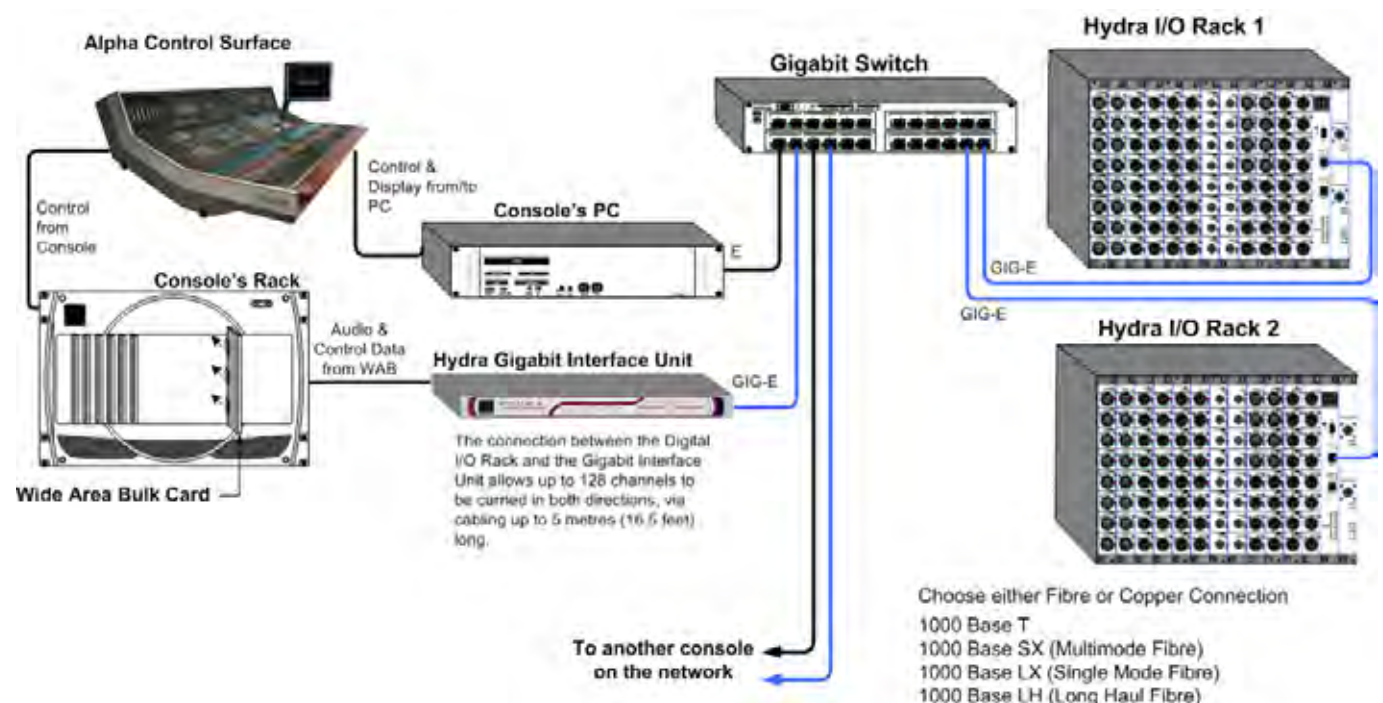 Alpha Control Surface
Control
from
Console
Control &
Display from/to
PC
Console's PC
E
Console's Rack
Audio &
Control Data
from WAB
Wide Area Bulk Card
Hydra Gigabit Interface Unit
GIG-E
The connection between the Digital
I/O Rack and the Gigabit Interface
Unit allows up to 128 channels to
be carried in both directions, via
cabling up to 5 metres (16.5 feet)
long.
Gigabit Switch
GIG-E
GIG-E
Hydra I/O Rack 1
Hydra I/O Rack 2
To another console
on the network
Choose either Fibre or Copper Connection
1000 Base T
1000 Base SX (Multimode Fibre)
1000 Base LX (Single Mode Fibre)
1000 Base LH (Long Haul Fibre)